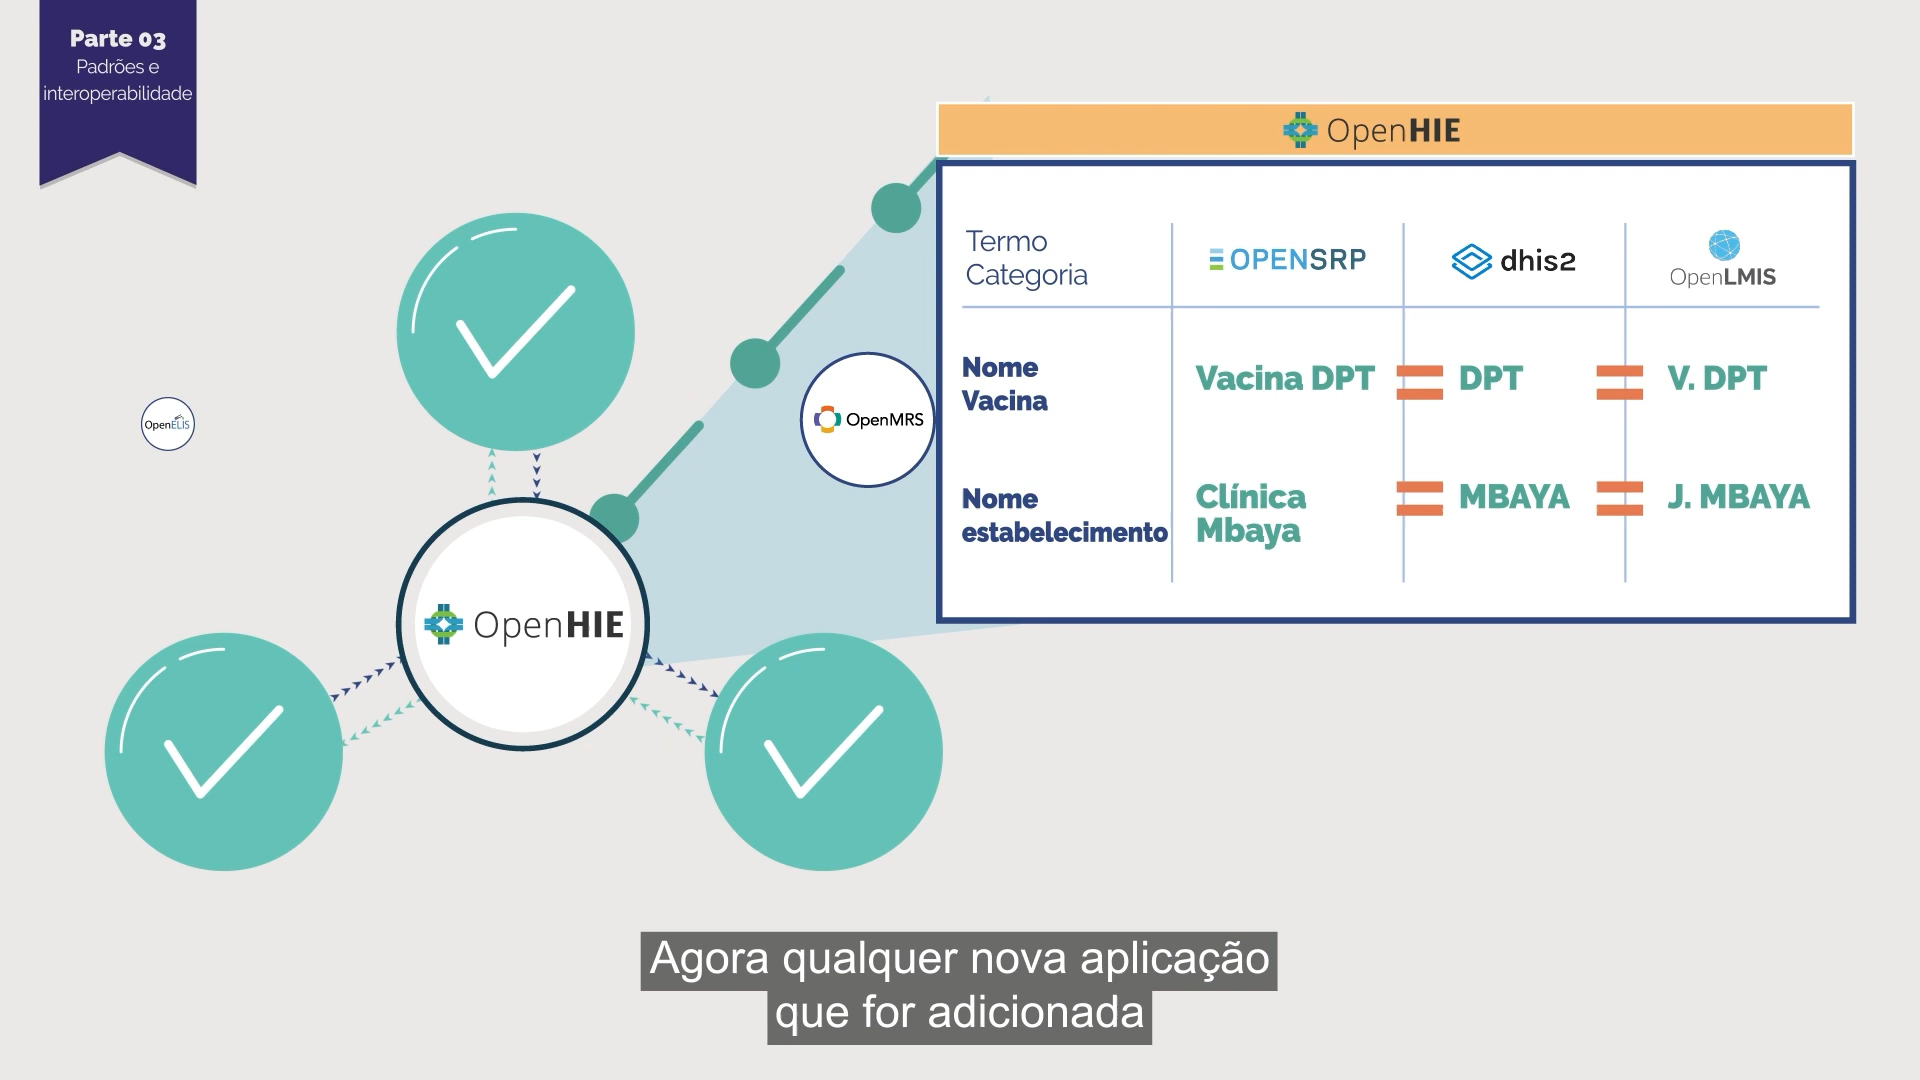 Parte 03
Padrões e
interoperabilidade
OpenHIE
Termo
Categoria
OPENSRP
dhis2
OpenLMIS
Nome
Vacina
Vacina DPT = DPT = V. DPT
Nome
estabelecimento
Clínica
Mbaya
= MBAYA = J. MBAYA
OpenELIS
OpenMRS
OpenHIE
Agora qualquer nova aplicação
que for adicionada